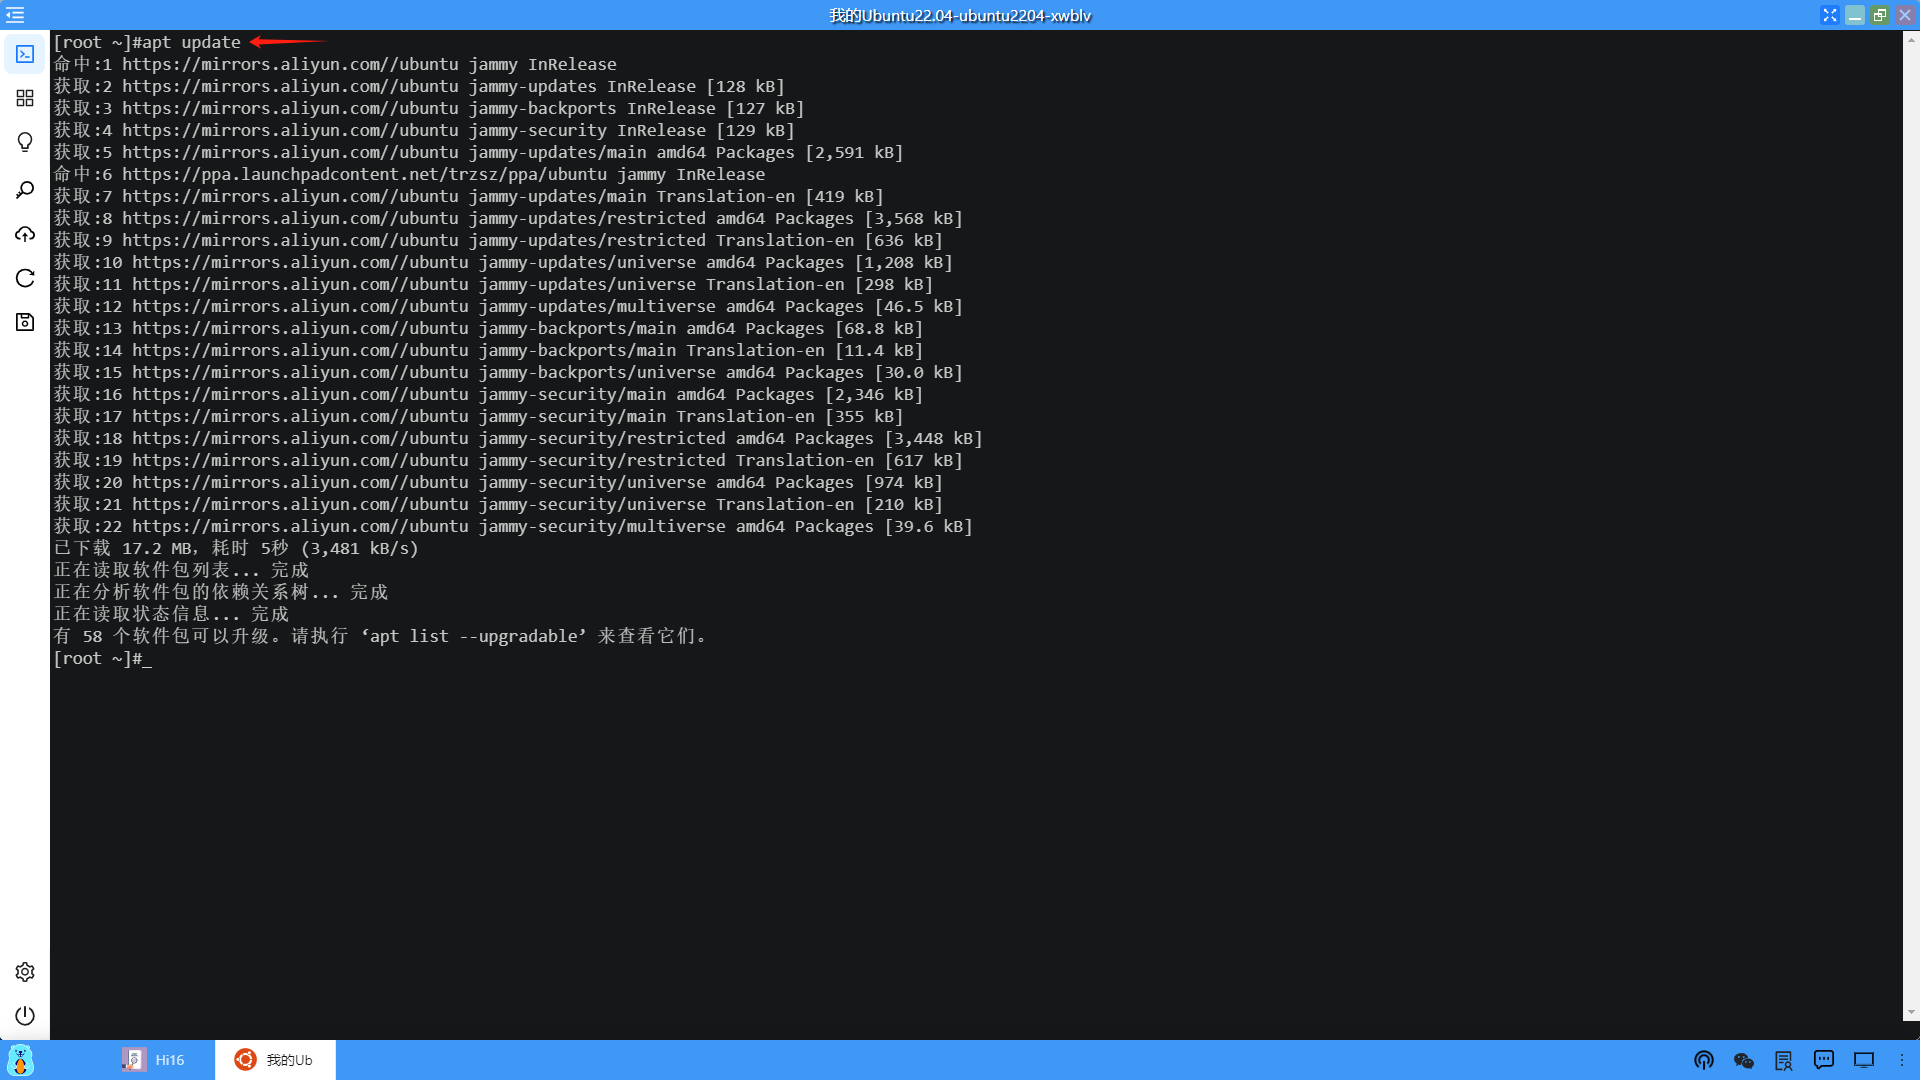 我的Ubuntu22.04-ubuntu2204-xwblv
[root ~]#apt update
命中:1 https://mirrors.aliyun.com//ubuntu jammy InRelease
获取:2 https://mirrors.aliyun.com//ubuntu jammy-updates InRelease [128 kB]
获取:3 https://mirrors.aliyun.com//ubuntu jammy-backports InRelease [127 kB]
获取:4 https://mirrors.aliyun.com//ubuntu jammy-security InRelease [129 kB]
获取:5 https://mirrors.aliyun.com//ubuntu jammy-updates/main amd64 Packages [2,591 kB]
命中:6 https://ppa.launchpadcontent.net/trzsz/ppa/ubuntu jammy InRelease
获取:7 https://mirrors.aliyun.com//ubuntu jammy-updates/main Translation-en [419 kB]
获取:8 https://mirrors.aliyun.com//ubuntu jammy-updates/restricted amd64 Packages [3,568 kB]
获取:9 https://mirrors.aliyun.com//ubuntu jammy-updates/restricted Translation-en [636 kB]
获取:10 https://mirrors.aliyun.com//ubuntu jammy-updates/universe amd64 Packages [1,208 kB]
获取:11 https://mirrors.aliyun.com//ubuntu jammy-updates/universe Translation-en [298 kB]
获取:12 https://mirrors.aliyun.com//ubuntu jammy-updates/multiverse amd64 Packages [46.5 kB]
获取:13 https://mirrors.aliyun.com//ubuntu jammy-backports/main amd64 Packages [68.8 kB]
获取:14 https://mirrors.aliyun.com//ubuntu jammy-backports/main Translation-en [11.4 kB]
获取:15 https://mirrors.aliyun.com//ubuntu jammy-backports/universe amd64 Packages [30.0 kB]
获取:16 https://mirrors.aliyun.com//ubuntu jammy-security/main amd64 Packages [2,346 kB]
获取:17 https://mirrors.aliyun.com//ubuntu jammy-security/main Translation-en [355 kB]
获取:18 https://mirrors.aliyun.com//ubuntu jammy-security/restricted amd64 Packages [3,448 kB]
获取:19 https://mirrors.aliyun.com//ubuntu jammy-security/restricted Translation-en [617 kB]
获取:20 https://mirrors.aliyun.com//ubuntu jammy-security/universe amd64 Packages [974 kB]
获取:21 https://mirrors.aliyun.com//ubuntu jammy-security/universe Translation-en [210 kB]
获取:22 https://mirrors.aliyun.com//ubuntu jammy-security/multiverse amd64 Packages [39.6 kB]
已下载 17.2 MB，耗时 5秒 (3,481 kB/s)
正在读取软件包列表... 完成
正在分析软件包的依赖关系树... 完成
正在读取状态信息... 完成
有 58 个软件包可以升级。请执行 ‘apt list --upgradable’ 来查看它们。
[root ~]#_
Hi16
我的Ub